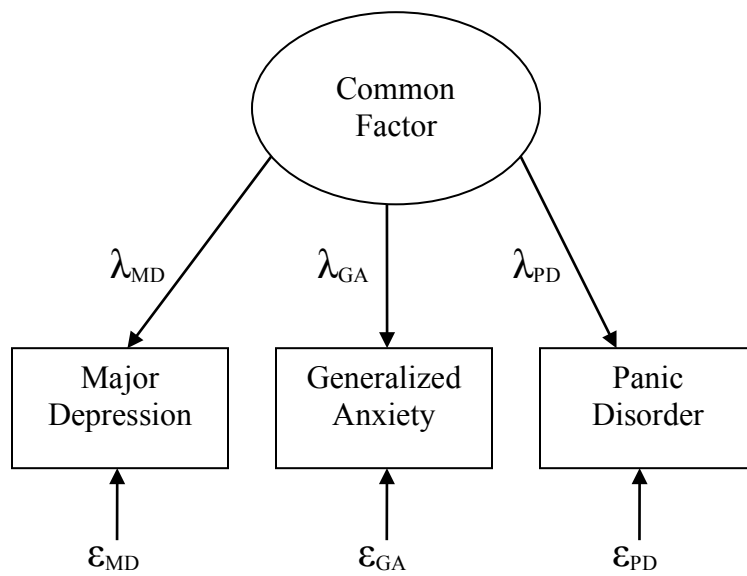 Common
Factor
λMD
λGA
λPD
Major
Depression
Generalized
Anxiety
Panic
Disorder
εMD
εGA
εPD